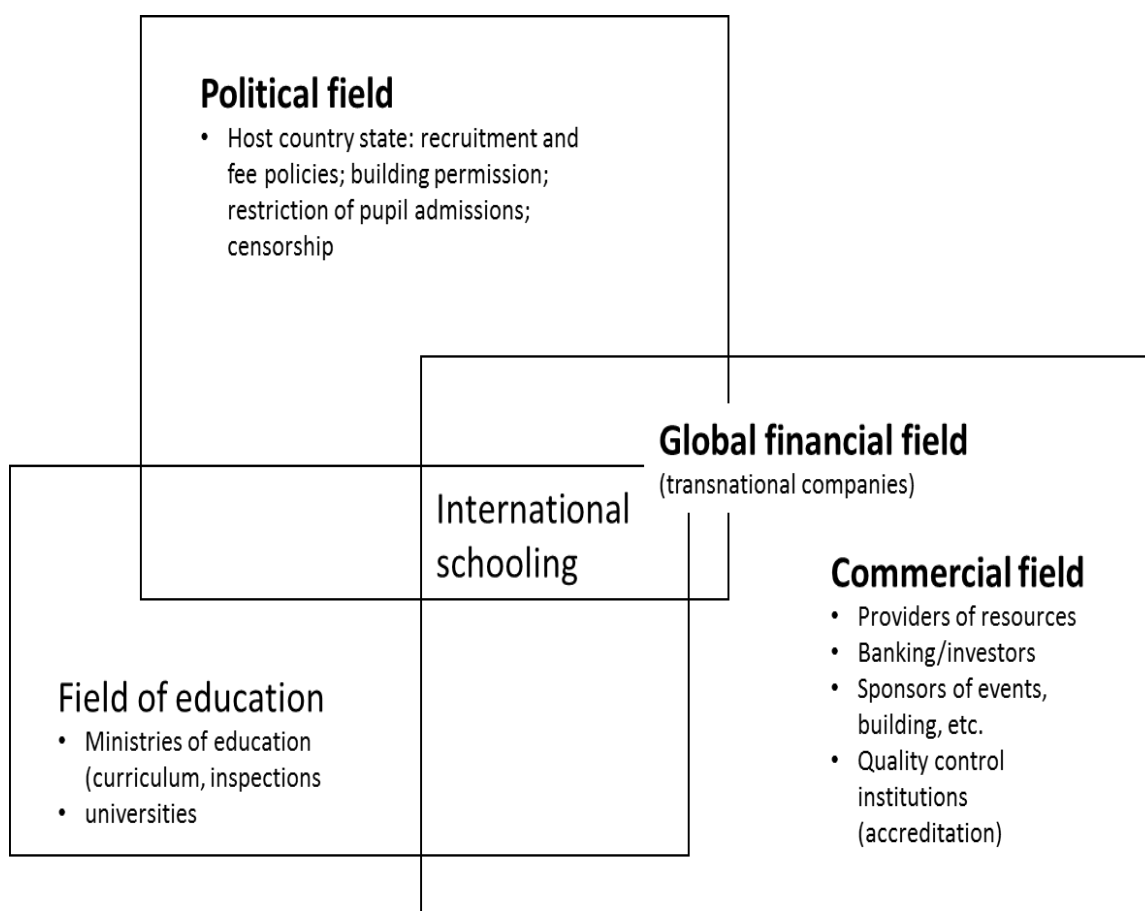 Political field
• Host country state: recruitment and
fee policies; building permission;
restriction of pupil admissions;
censorship
Global financial field
(transnational companies)
International
schooling
Commercial field
• Providers of resources
• Banking/investors
• Sponsors of events,
building, etc.
• Quality control
institutions
(accreditation)
Field of education
• Ministries of education
(curriculum, inspections
• universities